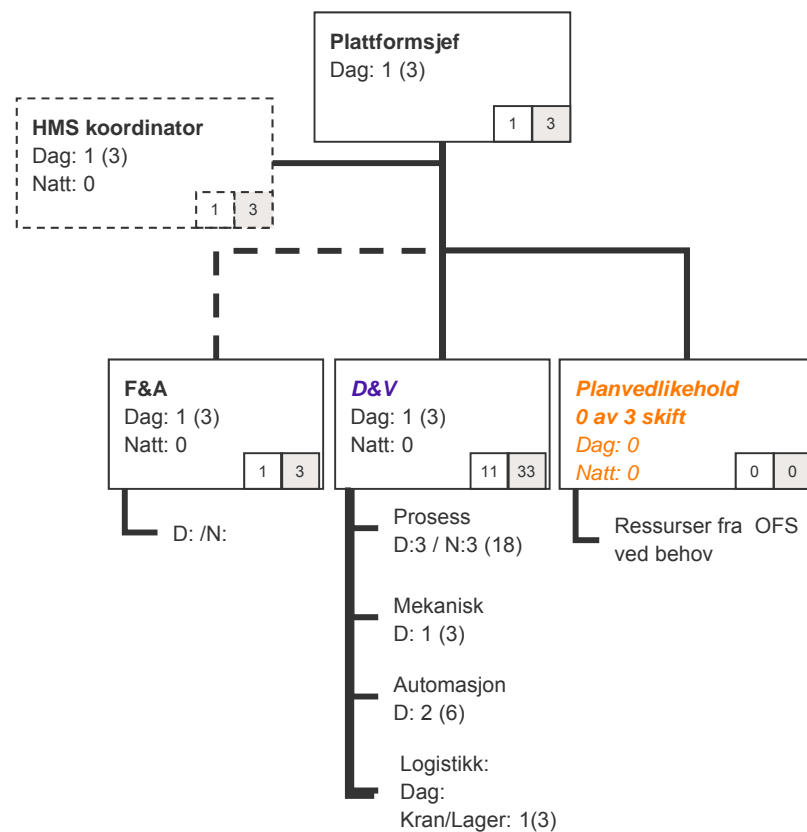 Plattformsjef
Dag: 1 (3)
1 3
HMS koordinator
Dag: 1 (3)
Natt: 0
1 3
F&A
Dag: 1 (3)
Natt: 0
1 3
D: /N:
D&V
Dag: 1 (3)
Natt: 0
11 33
Prosess
D:3 / N:3 (18)
Mekanisk
D: 1 (3)
Automasjon
D: 2 (6)
Logistikk:
Dag:
Kran/Lager: 1(3)
Planvedlikehold
0 av 3 skift
Dag: 0
Natt: 0
0 0
Ressurser fra OFS
ved behov